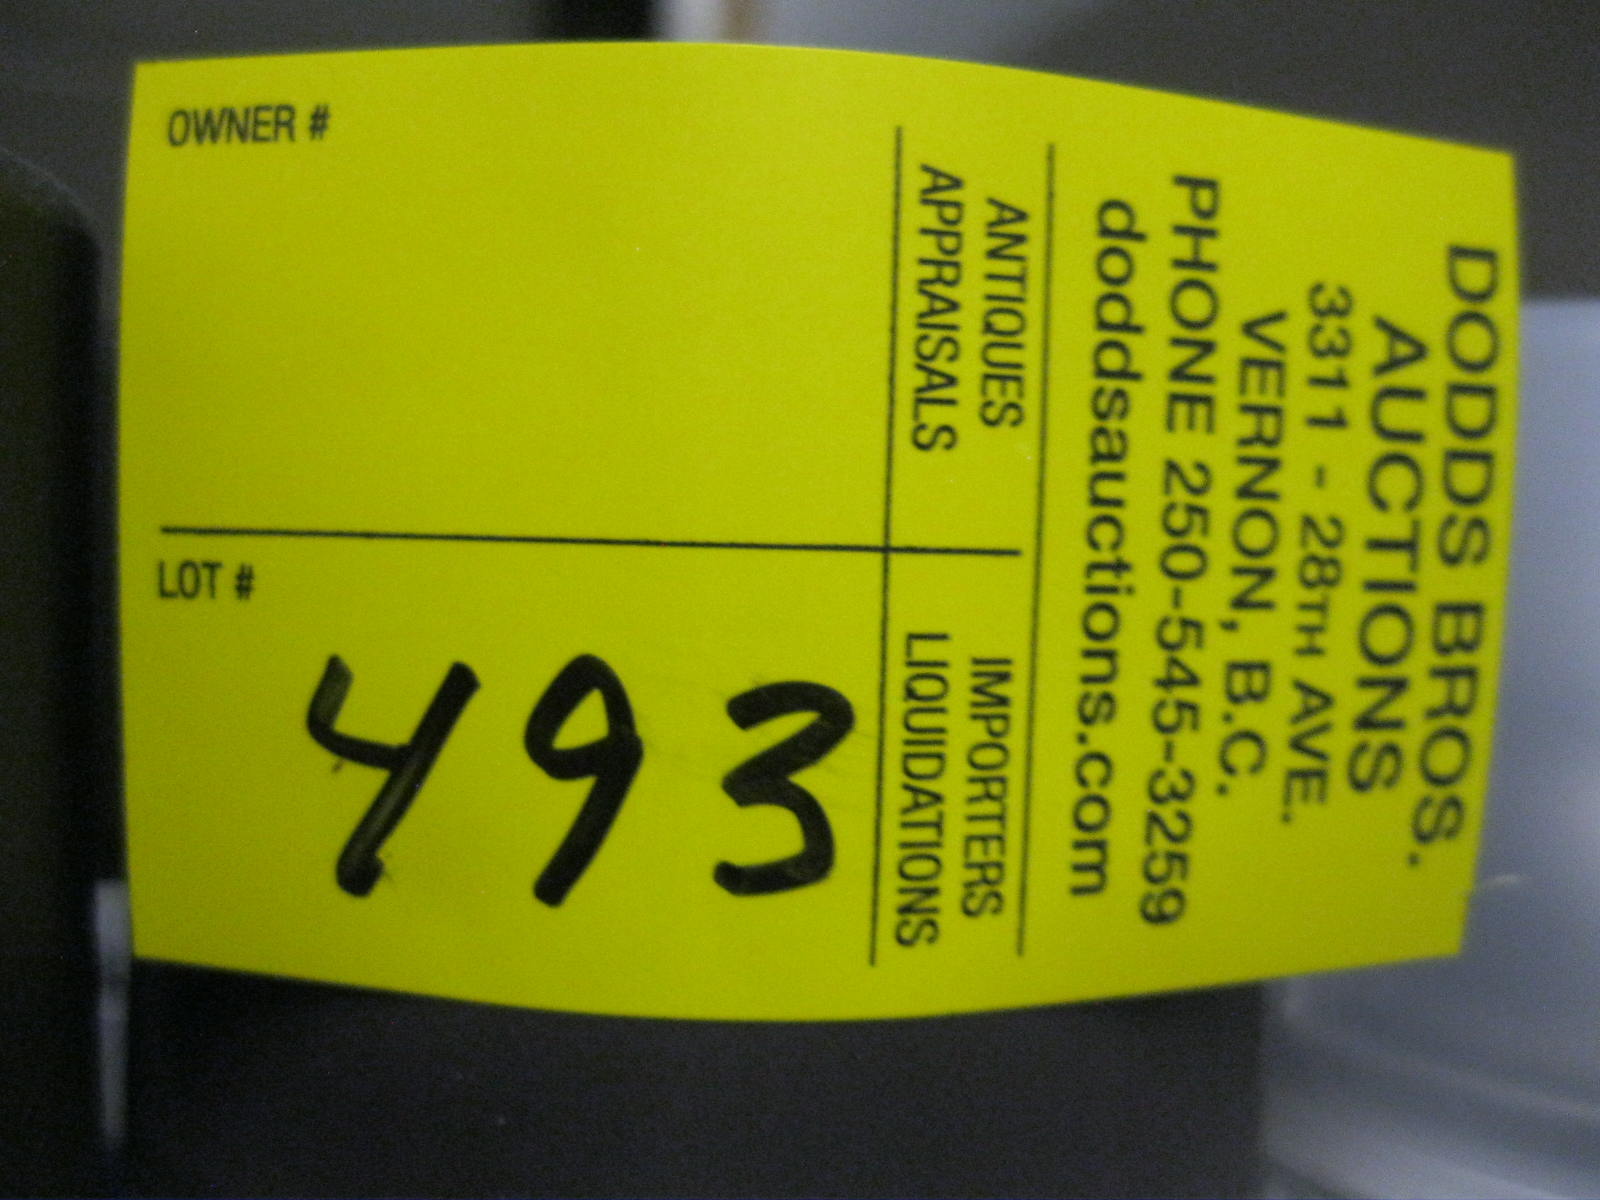 DODDS BROS.
AUCTIONS
3311 - 28TH AVE.
VERNON, B.C.
PHONE 250-545-3259
doddsauctions.com
ANTIQUES
APPRAISALS
IMPORTERS
LIQUIDATIONS
OWNER #
LOT #
493